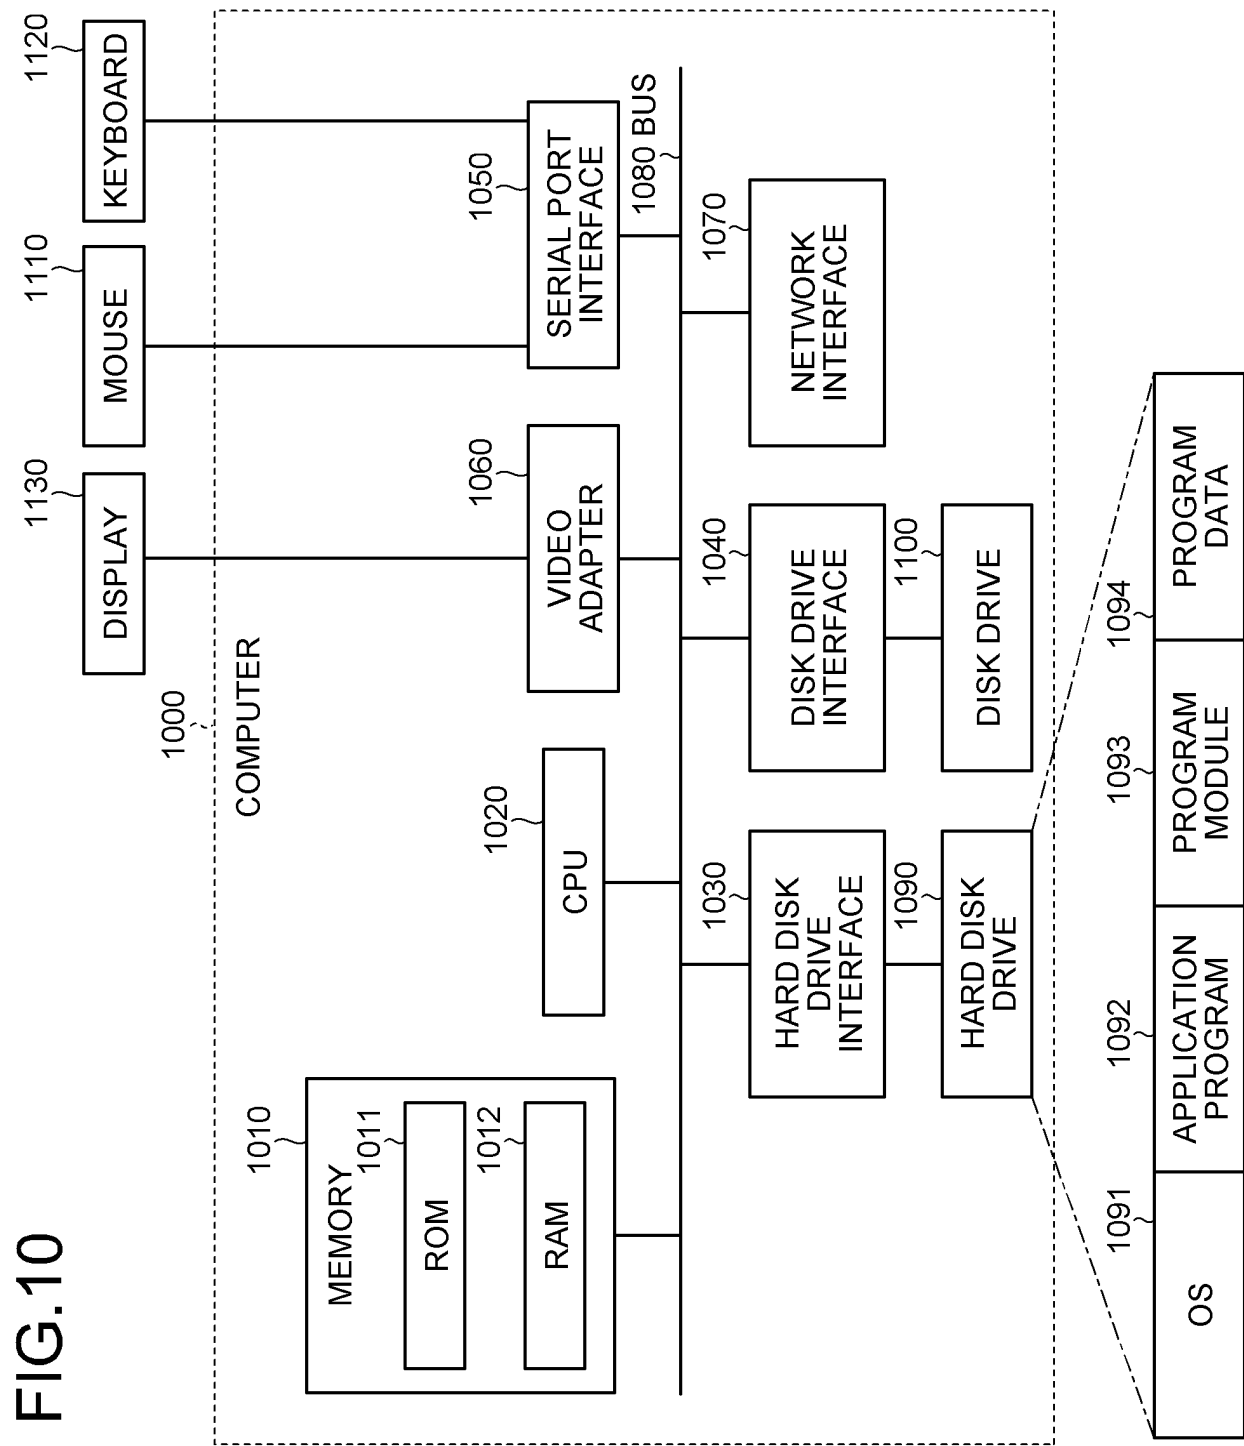 FIG.10
1000
COMPUTER
1010
MEMORY
1011
ROM
1012
RAM
1020
CPU
1130
DISPLAY
1110
MOUSE
1120
KEYBOARD
1060
VIDEO
ADAPTER
1050
SERIAL PORT
INTERFACE
1080 BUS
1030
HARD DISK
DRIVE
INTERFACE
1040
DISK DRIVE
INTERFACE
1070
NETWORK
INTERFACE
1090
HARD DISK
DRIVE
1100
DISK DRIVE
1091
OS
1092
APPLICATION
PROGRAM
1093
PROGRAM
MODULE
1094
PROGRAM
DATA